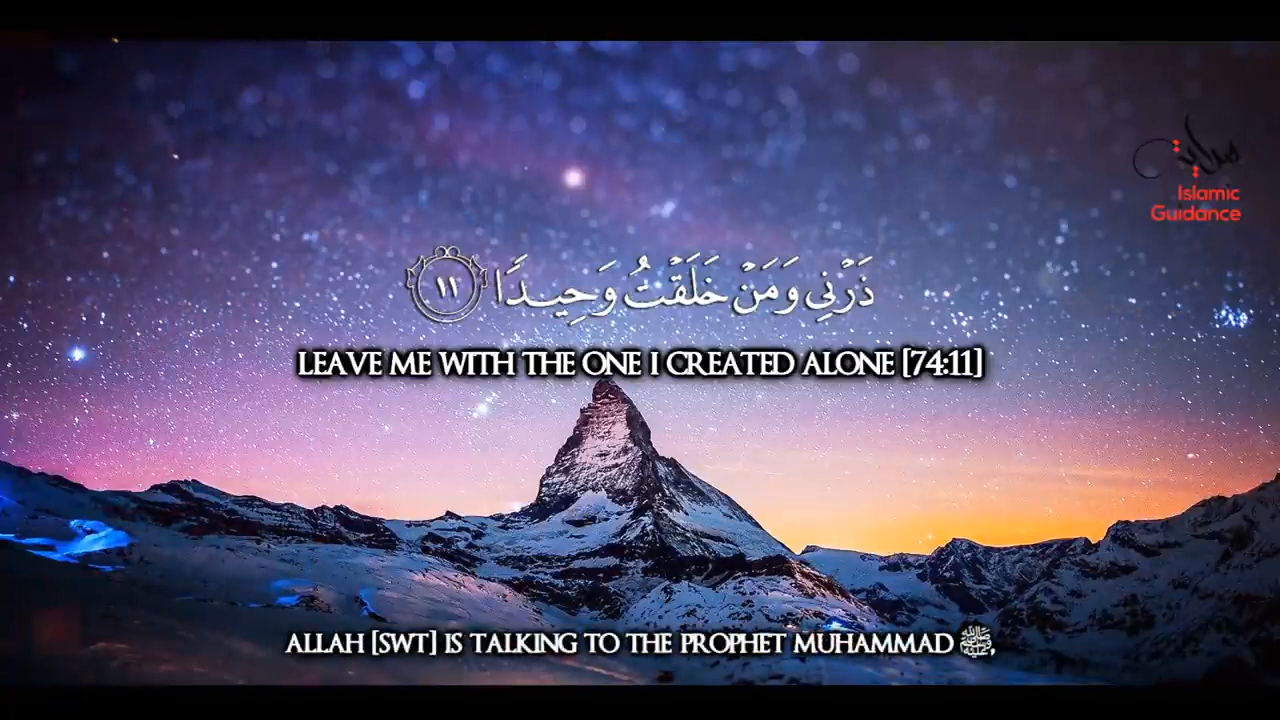 هداية
Islamic
Guidance
ذَرْنِي وَمَنْ خَلَقْتُ وَحِيدًا ١١
LEAVE ME WITH THE ONE I CREATED ALONE [74:11]
ALLAH [SWT] IS TALKING TO THE PROPHET MUHAMMAD ﷺ,